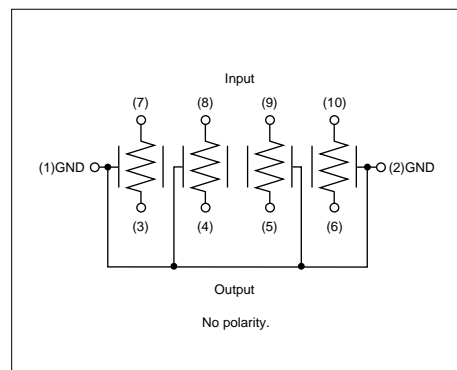 Input
(7) (8) (9) (10)
(1)GND (2)GND
(3) (4) (5) (6)
Output
No polarity.